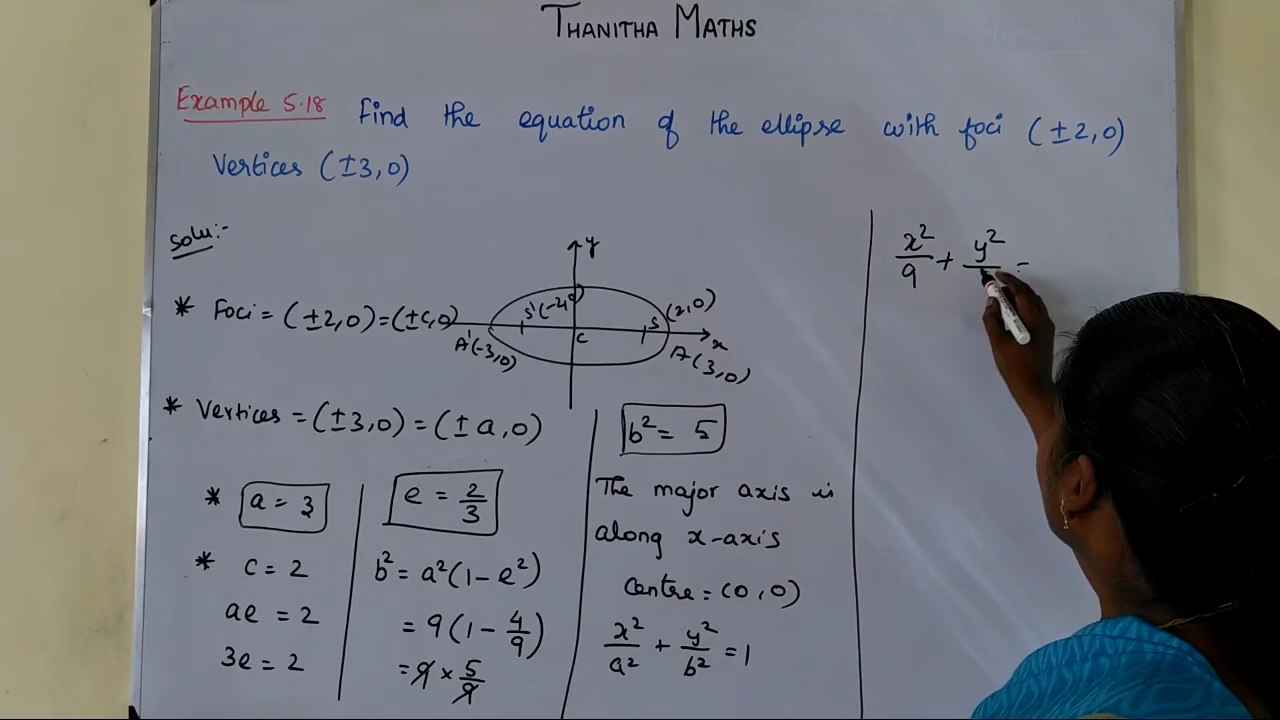 THANITHA MATHS
Example 5.18 Find the equation of the ellipse with foci (±2,0)
Vertices (±3,0)
Solu:-
* Foci = (±2,0) = (±c,0)
y
S'(-2,0)
S
(2,0)
C
x
A'(-3,0)
A(3,0)
* Vertices = (±3,0) = (±a,0)
* a = 3
* c = 2
ae = 2
3e = 2
e = 2/3
b² = a²(1 - e²)
= 9(1 - 4/9)
= 9 × 5/9
b² = 5
The major axis is
along x-axis
Centre = (0,0)
x²/a² + y²/b² = 1
x²/9 + y²/ =